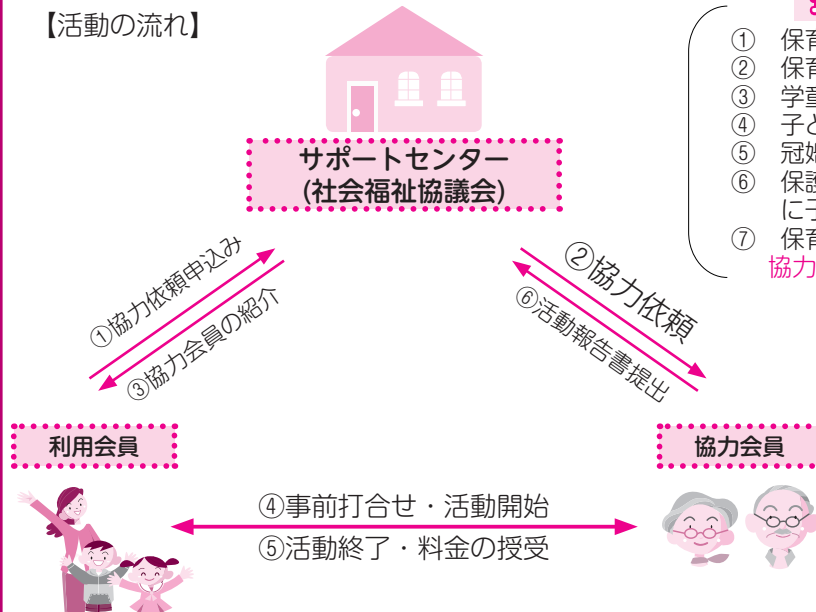 【活動の流れ】
サポートセンター
(社会福祉協議会)
①協力依頼申込み
③協力会員の紹介
②協力依頼
⑥活動報告書提出
利用会員
協力会員
④事前打合せ・活動開始
⑤活動終了・料金の授受
① 保育
② 保育
③ 学童
④ 子ど
⑤ 冠婚
⑥ 保護
に子
⑦ 保育
協力